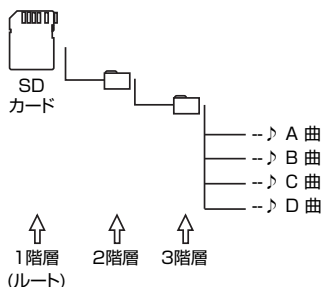 SD
カード
--♪ A 曲
--♪ B 曲
--♪ C 曲
--♪ D 曲
1階層
(ルート)
2階層
3階層